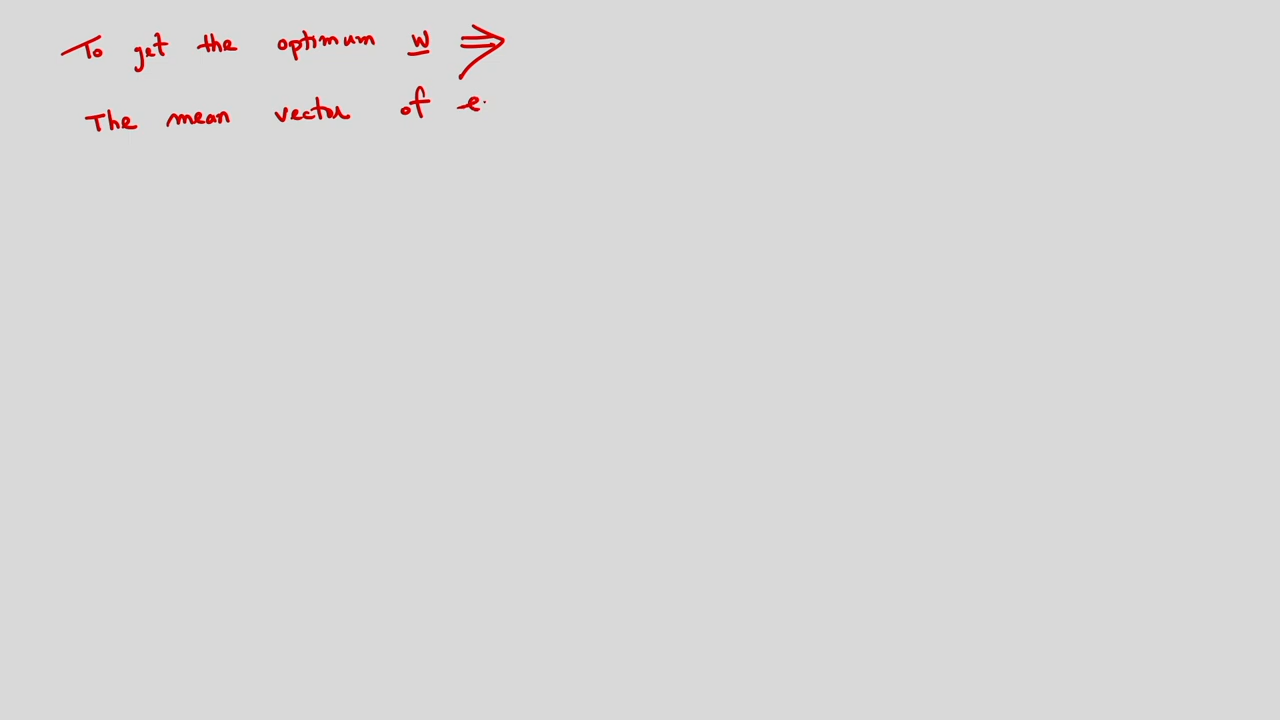 To get the optimum w ⇒
The mean vector of e